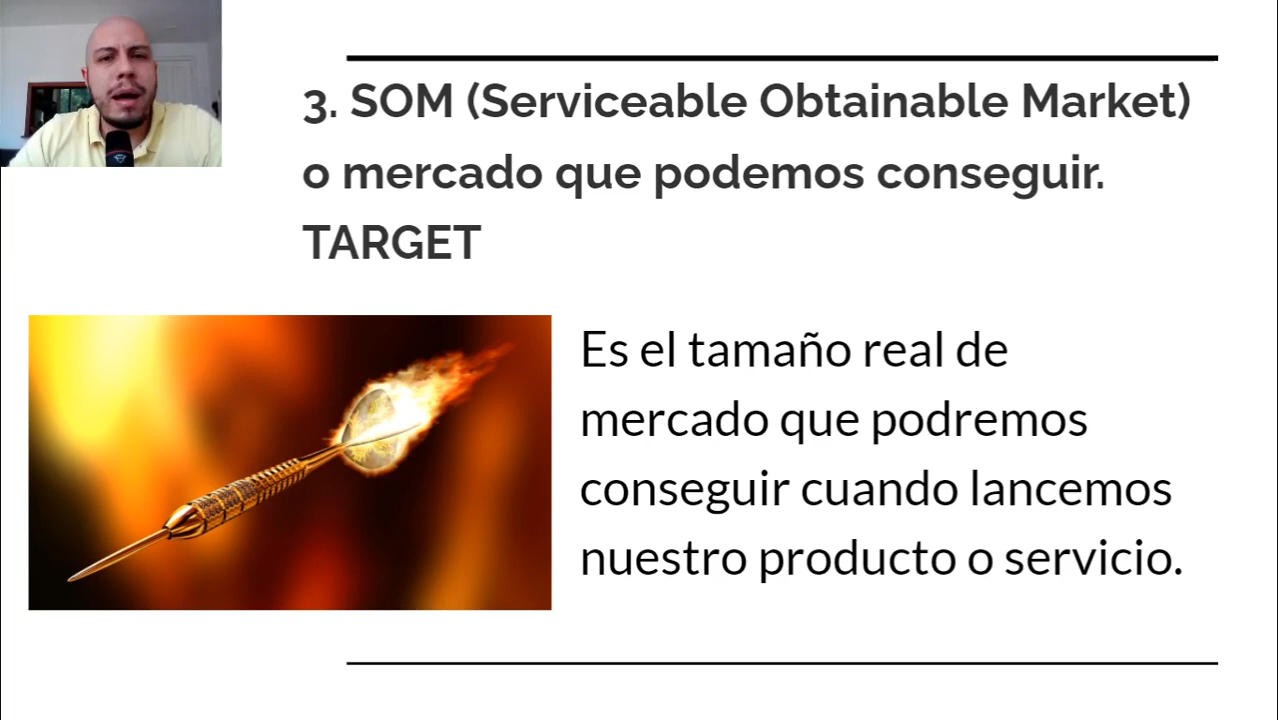 3. SOM (Serviceable Obtainable Market)
o mercado que podemos conseguir.
TARGET
Es el tamaño real de
mercado que podremos
conseguir cuando lancemos
nuestro producto o servicio.